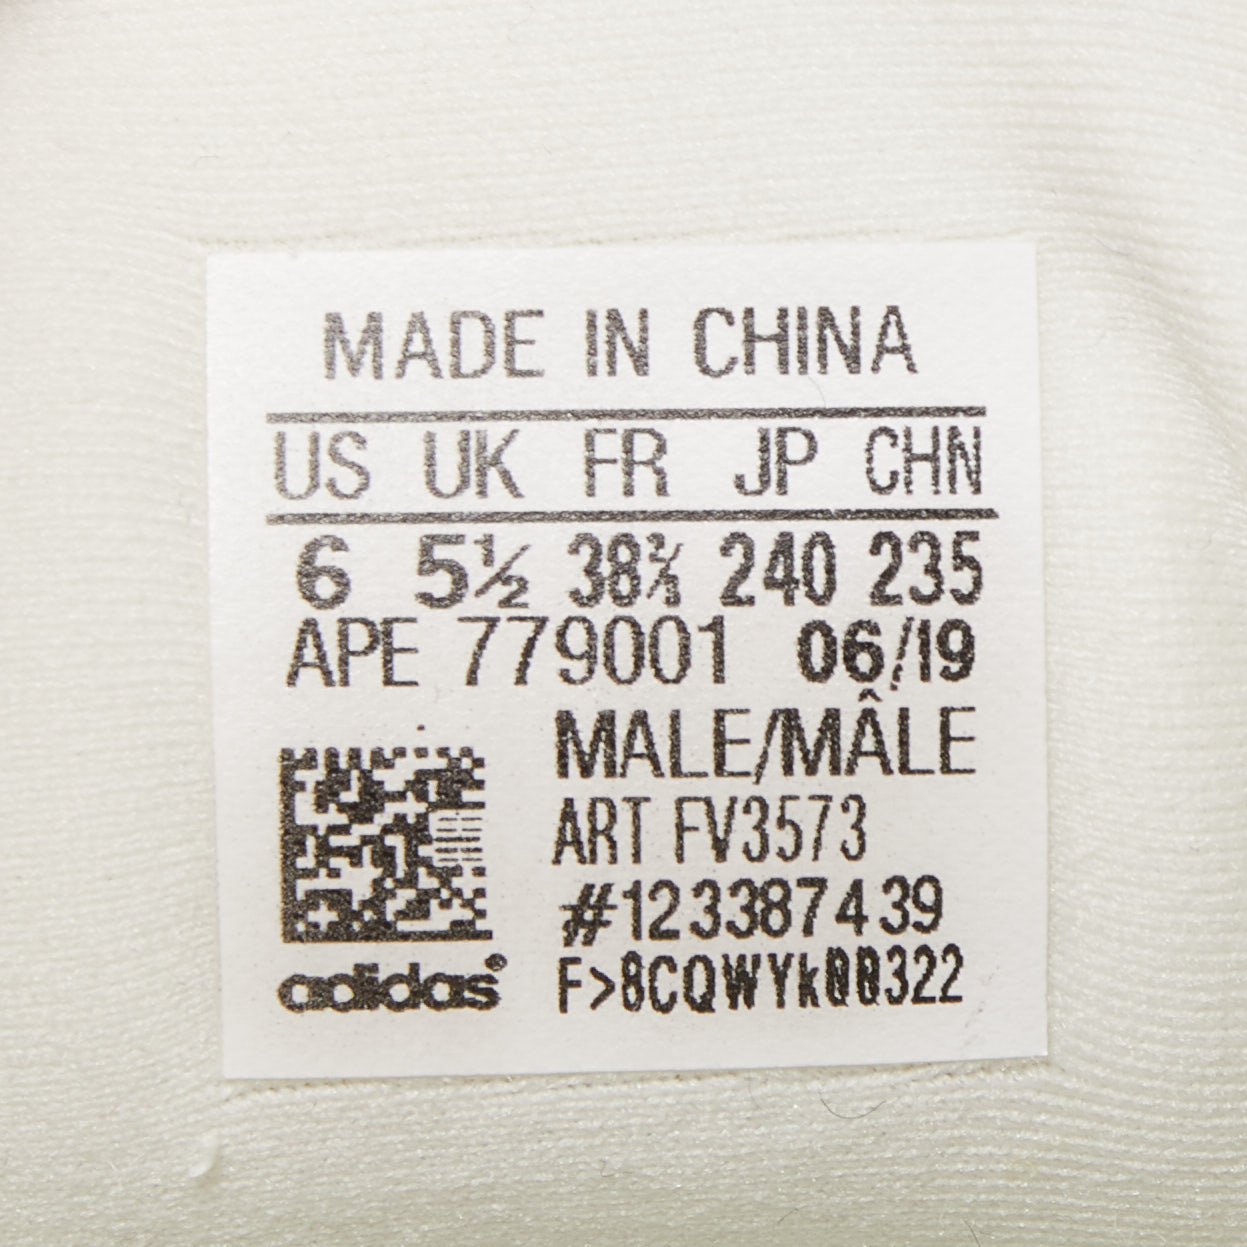 MADE IN CHINA
US UK FR JP CHN
6 5½ 38⅔ 240 235
APE 779001 06/19
MALE/MÂLE
ART FV3573
#123387439
F>8CQWYk00322
adidas